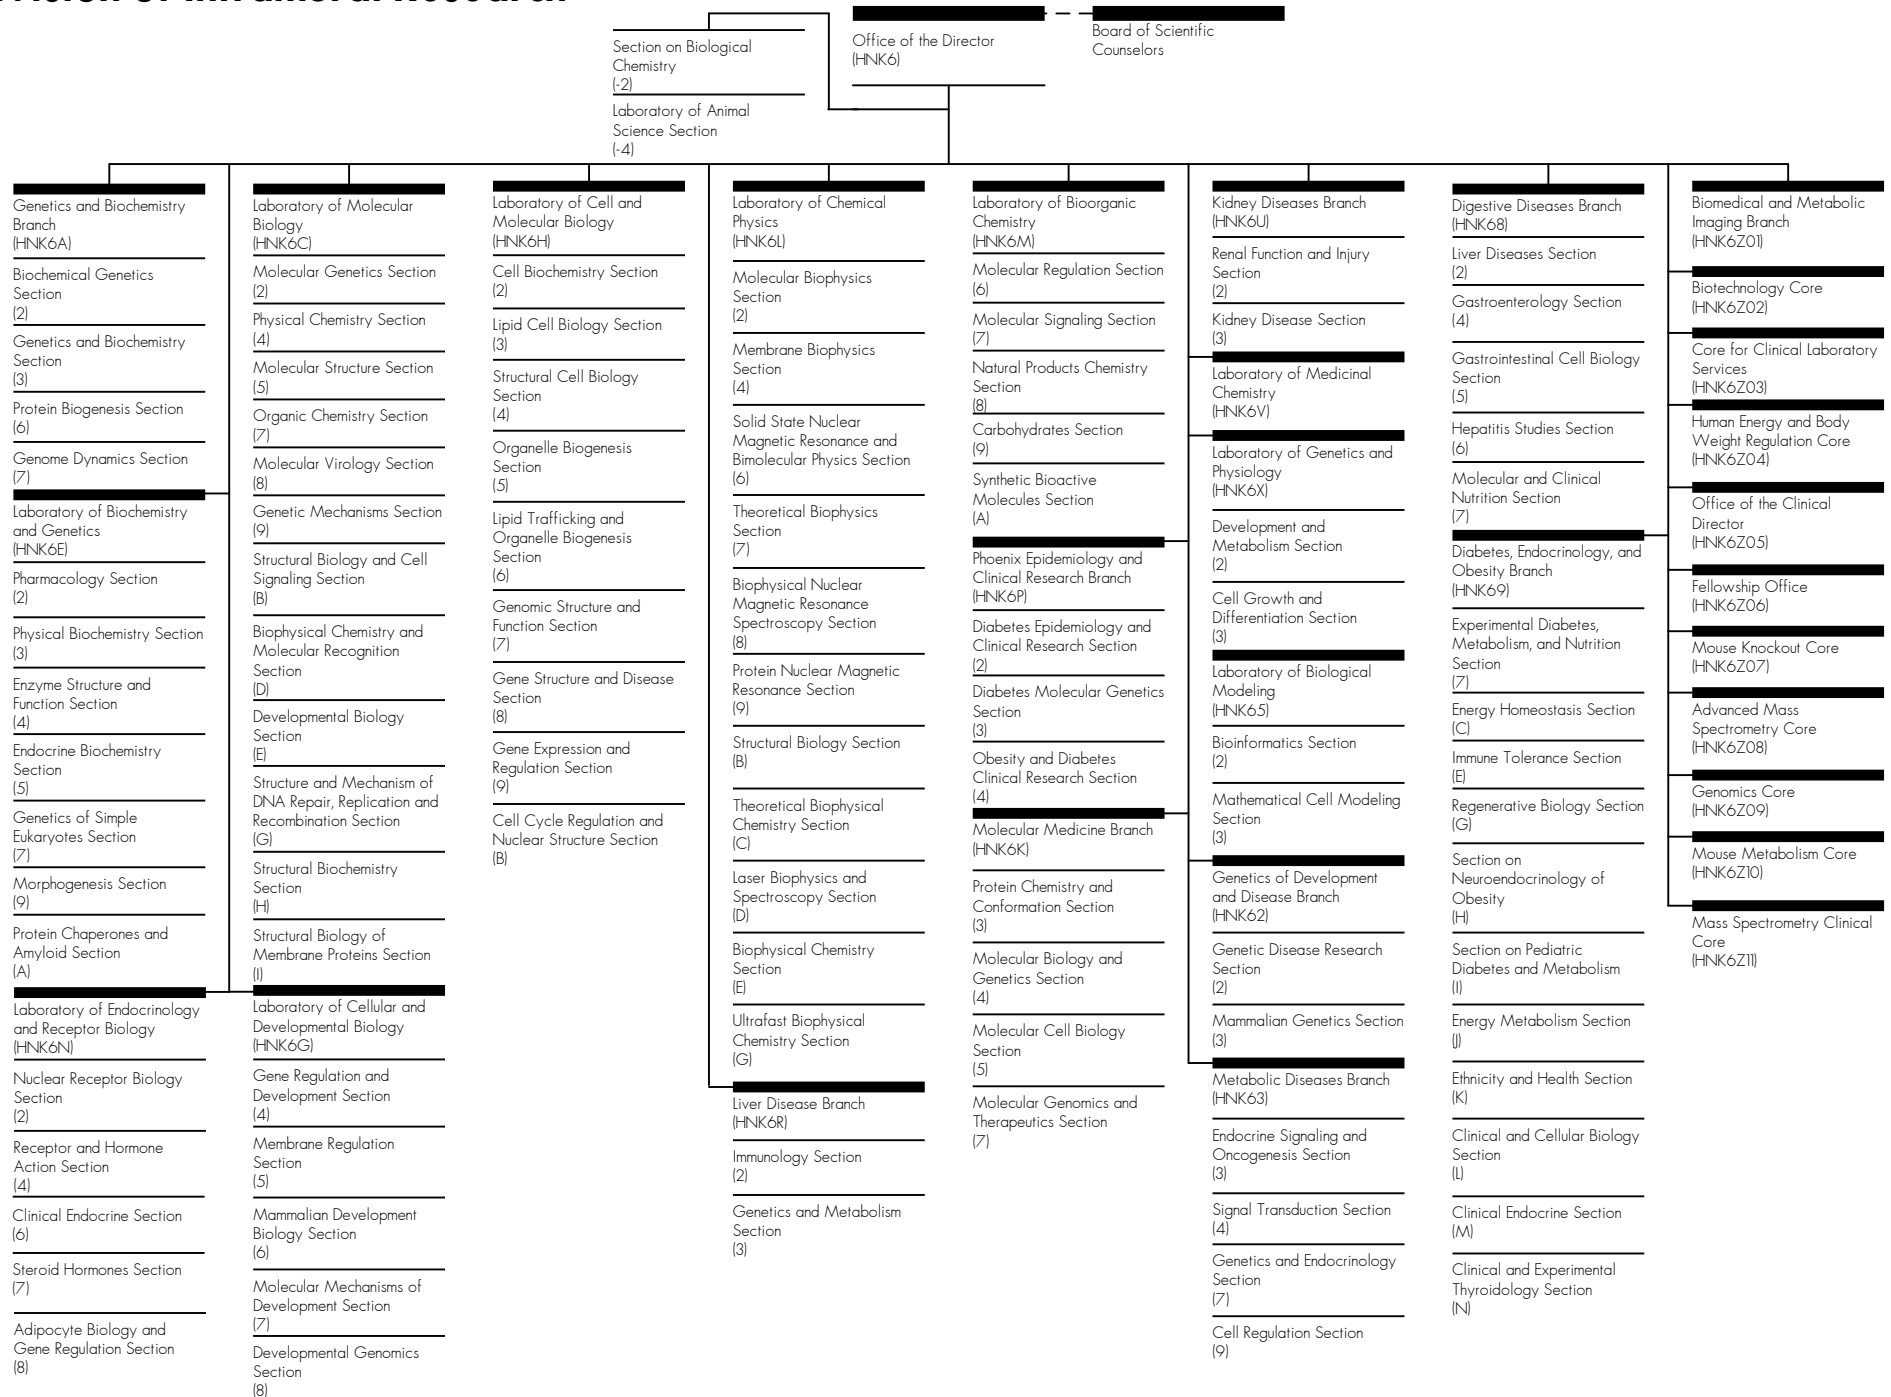 of Intramural Research
Section on Biological
Chemistry
(-2)
Laboratory of Animal
Science Section
(-4)
Office of the Director
(HNK6)
Board of Scientific
Counselors
Genetics and Biochemistry
Branch
(HNK6A)
Biochemical Genetics
Section
(2)
Genetics and Biochemistry
Section
(3)
Protein Biogenesis Section
(6)
Genome Dynamics Section
(7)
Laboratory of Biochemistry
and Genetics
(HNK6E)
Pharmacology Section
(2)
Physical Biochemistry Section
(3)
Enzyme Structure and
Function Section
(4)
Endocrine Biochemistry
Section
(5)
Genetics of Simple
Eukaryotes Section
(7)
Morphogenesis Section
(9)
Protein Chaperones and
Amyloid Section
(A)
Laboratory of Endocrinology
and Receptor Biology
(HNK6N)
Nuclear Receptor Biology
Section
(2)
Receptor and Hormone
Action Section
(4)
Clinical Endocrine Section
(6)
Steroid Hormones Section
(7)
Adipocyte Biology and
Gene Regulation Section
(8)
Laboratory of Molecular
Biology
(HNK6C)
Molecular Genetics Section
(2)
Physical Chemistry Section
(4)
Molecular Structure Section
(5)
Organic Chemistry Section
(7)
Molecular Virology Section
(8)
Genetic Mechanisms Section
(9)
Structural Biology and Cell
Signaling Section
(B)
Biophysical Chemistry and
Molecular Recognition
Section
(D)
Developmental Biology
Section
(E)
Structure and Mechanism of
DNA Repair, Replication and
Recombination Section
(G)
Structural Biochemistry
Section
(H)
Structural Biology of
Membrane Proteins Section
(I)
Laboratory of Cellular and
Developmental Biology
(HNK6G)
Gene Regulation and
Development Section
(4)
Membrane Regulation
Section
(5)
Mammalian Development
Biology Section
(6)
Molecular Mechanisms of
Development Section
(7)
Developmental Genomics
Section
(8)
Laboratory of Cell and
Molecular Biology
(HNK6H)
Cell Biochemistry Section
(2)
Lipid Cell Biology Section
(3)
Structural Cell Biology
Section
(4)
Organelle Biogenesis
Section
(5)
Lipid Trafficking and
Organelle Biogenesis
Section
(6)
Genomic Structure and
Function Section
(7)
Gene Structure and Disease
Section
(8)
Gene Expression and
Regulation Section
(9)
Cell Cycle Regulation and
Nuclear Structure Section
(B)
Laboratory of Chemical
Physics
(HNK6L)
Molecular Biophysics
Section
(2)
Membrane Biophysics
Section
(4)
Solid State Nuclear
Magnetic Resonance and
Bimolecular Physics Section
(6)
Theoretical Biophysics
Section
(7)
Biophysical Nuclear
Magnetic Resonance
Spectroscopy Section
(8)
Protein Nuclear Magnetic
Resonance Section
(9)
Structural Biology Section
(B)
Theoretical Biophysical
Chemistry Section
(C)
Laser Biophysics and
Spectroscopy Section
(D)
Biophysical Chemistry
Section
(E)
Ultrafast Biophysical
Chemistry Section
(G)
Liver Disease Branch
(HNK6R)
Immunology Section
(2)
Genetics and Metabolism
Section
(3)
Laboratory of Bioorganic
Chemistry
(HNK6M)
Molecular Regulation Section
(6)
Molecular Signaling Section
(7)
Natural Products Chemistry
Section
(8)
Carbohydrates Section
(9)
Synthetic Bioactive
Molecules Section
(A)
Phoenix Epidemiology and
Clinical Research Branch
(HNK6P)
Diabetes Epidemiology and
Clinical Research Section
(2)
Diabetes Molecular Genetics
Section
(3)
Obesity and Diabetes
Clinical Research Section
(4)
Molecular Medicine Branch
(HNK6K)
Protein Chemistry and
Conformation Section
(3)
Molecular Biology and
Genetics Section
(4)
Molecular Cell Biology
Section
(5)
Molecular Genomics and
Therapeutics Section
(7)
Kidney Diseases Branch
(HNK6U)
Renal Function and Injury
Section
(2)
Kidney Disease Section
(3)
Laboratory of Medicinal
Chemistry
(HNK6V)
Laboratory of Genetics and
Physiology
(HNK6X)
Development and
Metabolism Section
(2)
Cell Growth and
Differentiation Section
(3)
Laboratory of Biological
Modeling
(HNK65)
Bioinformatics Section
(2)
Mathematical Cell Modeling
Section
(3)
Genetics of Development
and Disease Branch
(HNK62)
Genetic Disease Research
Section
(2)
Mammalian Genetics Section
(3)
Metabolic Diseases Branch
(HNK63)
Endocrine Signaling and
Oncogenesis Section
(3)
Signal Transduction Section
(4)
Genetics and Endocrinology
Section
(7)
Cell Regulation Section
(9)
Digestive Diseases Branch
(HNK68)
Liver Diseases Section
(2)
Gastroenterology Section
(4)
Gastrointestinal Cell Biology
Section
(5)
Hepatitis Studies Section
(6)
Molecular and Clinical
Nutrition Section
(7)
Diabetes, Endocrinology, and
Obesity Branch
(HNK69)
Experimental Diabetes,
Metabolism, and Nutrition
Section
(7)
Energy Homeostasis Section
(C)
Immune Tolerance Section
(E)
Regenerative Biology Section
(G)
Section on
Neuroendocrinology of
Obesity
(H)
Section on Pediatric
Diabetes and Metabolism
(I)
Energy Metabolism Section
(J)
Ethnicity and Health Section
(K)
Clinical and Cellular Biology
Section
(L)
Clinical Endocrine Section
(M)
Clinical and Experimental
Thyroidology Section
(N)
Biomedical and Metabolic
Imaging Branch
(HNK6Z01)
Biotechnology Core
(HNK6Z02)
Core for Clinical Laboratory
Services
(HNK6Z03)
Human Energy and Body
Weight Regulation Core
(HNK6Z04)
Office of the Clinical
Director
(HNK6Z05)
Fellowship Office
(HNK6Z06)
Mouse Knockout Core
(HNK6Z07)
Advanced Mass
Spectrometry Core
(HNK6Z08)
Genomics Core
(HNK6Z09)
Mouse Metabolism Core
(HNK6Z10)
Mass Spectrometry Clinical
Core
(HNK6Z11)